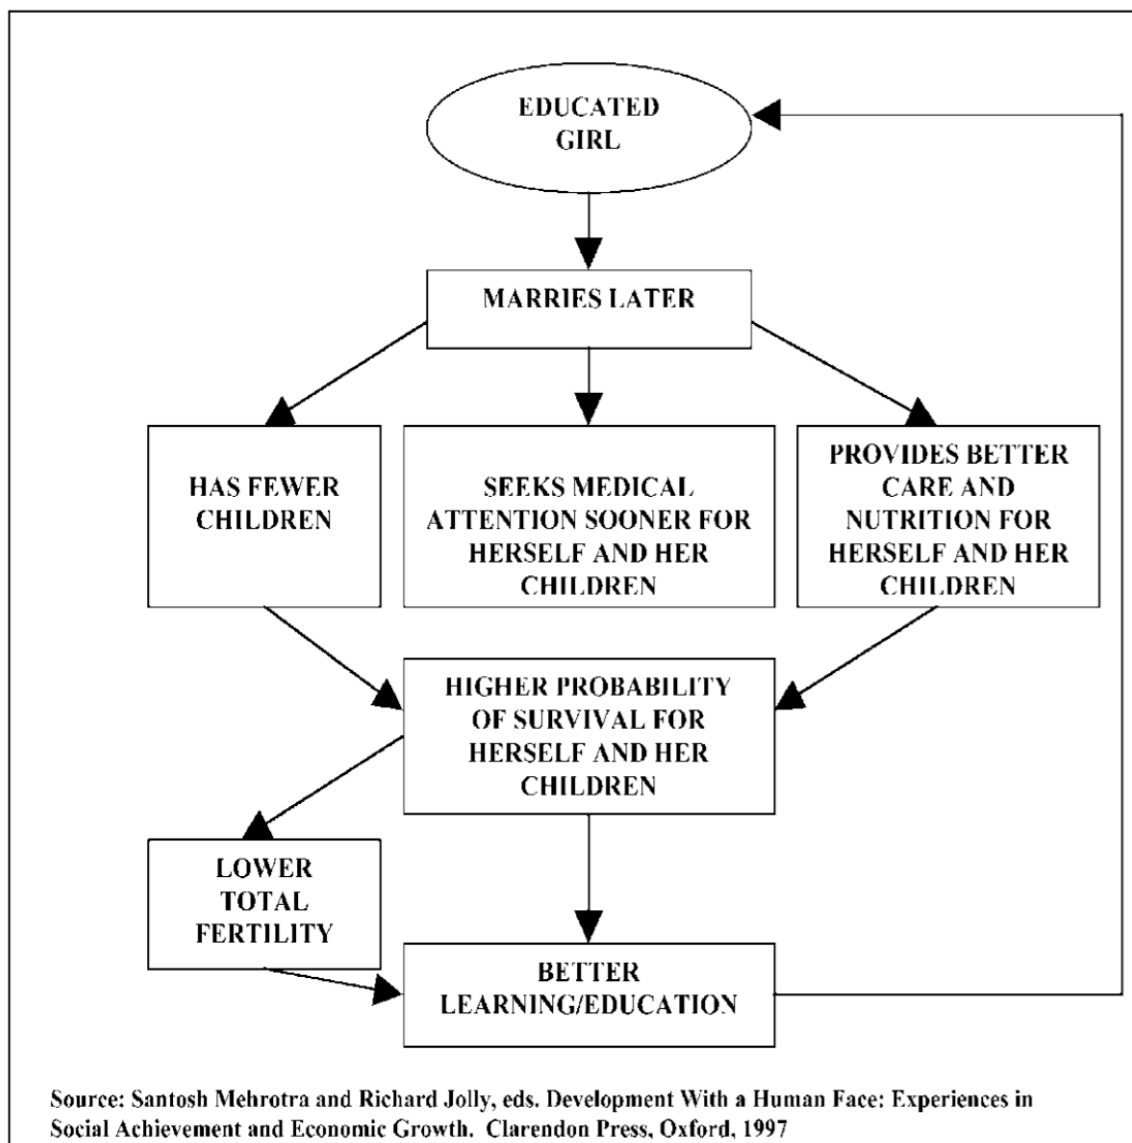 EDUCATED
GIRL
MARRIES LATER
HAS FEWER
CHILDREN
SEEKS MEDICAL
ATTENTION SOONER FOR
HERSELF AND HER
CHILDREN
PROVIDES BETTER
CARE AND
NUTRITION FOR
HERSELF AND HER
CHILDREN
HIGHER PROBABILITY
OF SURVIVAL FOR
HERSELF AND HER
CHILDREN
LOWER
TOTAL
FERTILITY
BETTER
LEARNING/EDUCATION
Source: Santosh Mehrotra and Richard Jolly, eds. Development With a Human Face: Experiences in
Social Achievement and Economic Growth. Clarendon Press, Oxford, 1997